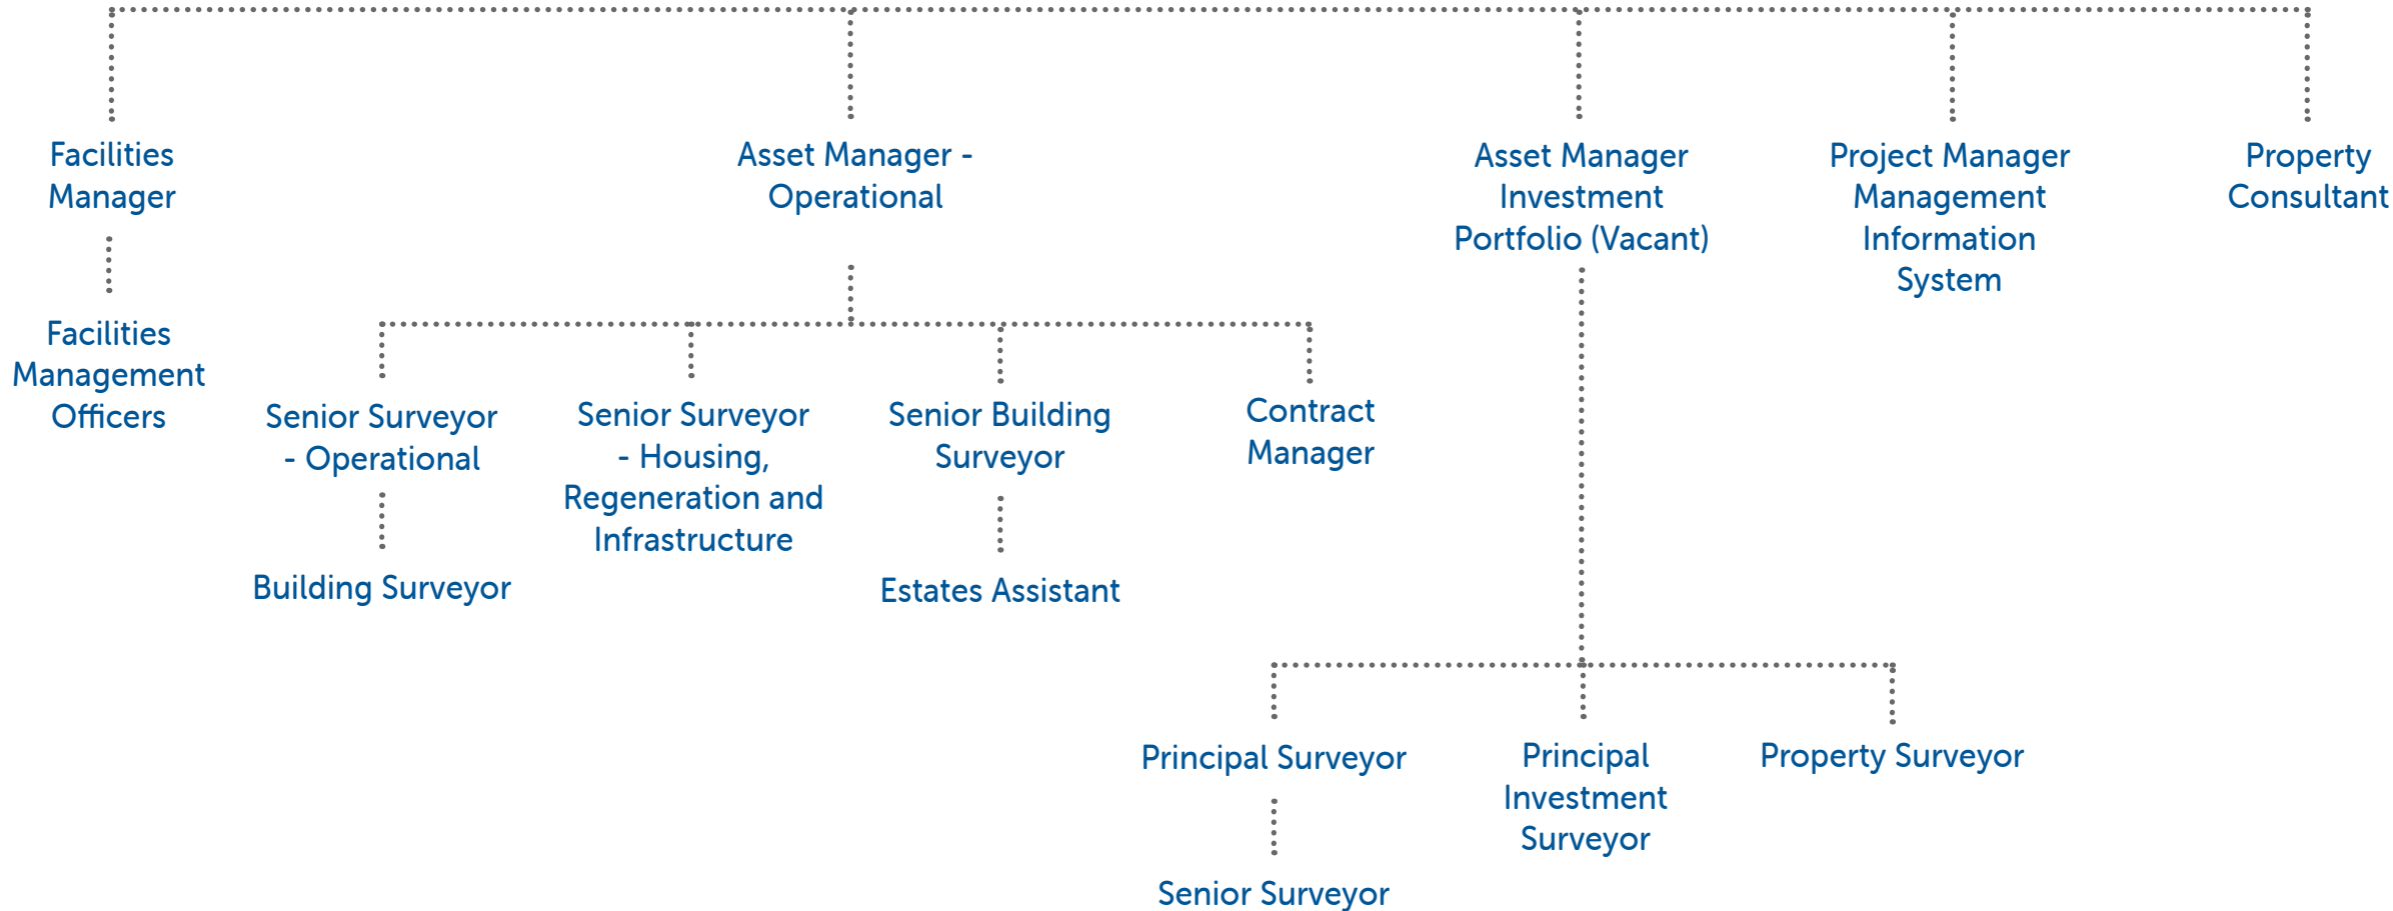 Facilities
Manager
Asset Manager -
Operational
Asset Manager
Investment
Portfolio (Vacant)
Project Manager
Management
Information
System
Property
Consultant
Facilities
Management
Officers
Senior Surveyor
- Operational
Senior Surveyor
- Housing,
Regeneration and
Infrastructure
Senior Building
Surveyor
Contract
Manager
Building Surveyor
Estates Assistant
Principal Surveyor
Principal
Investment
Surveyor
Property Surveyor
Senior Surveyor